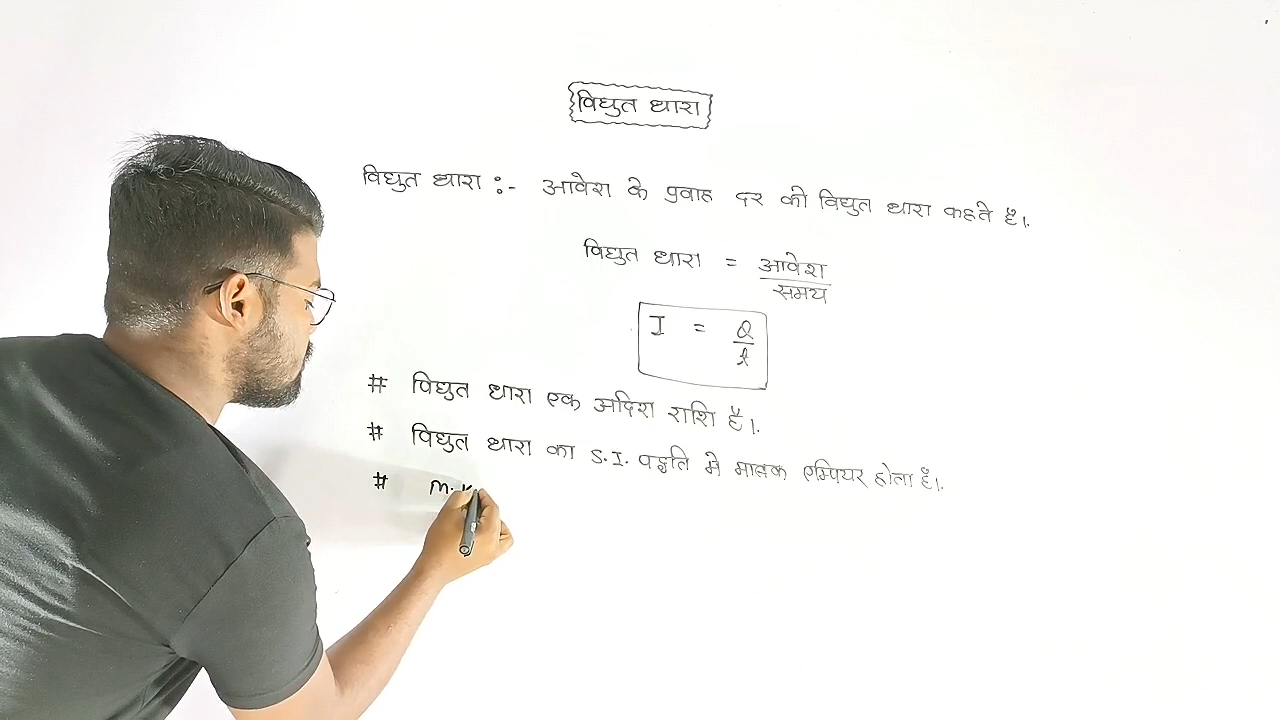 विद्युत धारा
विद्युत धारा :- आवेश के प्रवाह दर को विद्युत धारा कहते हैं।.
विद्युत धारा = आवेश
समय
I = Q
t
# विद्युत धारा एक अदिश राशि है।.
# विद्युत धारा का S.I. पद्धति मे मात्रक एम्पियर होता हैं।.
# M.K